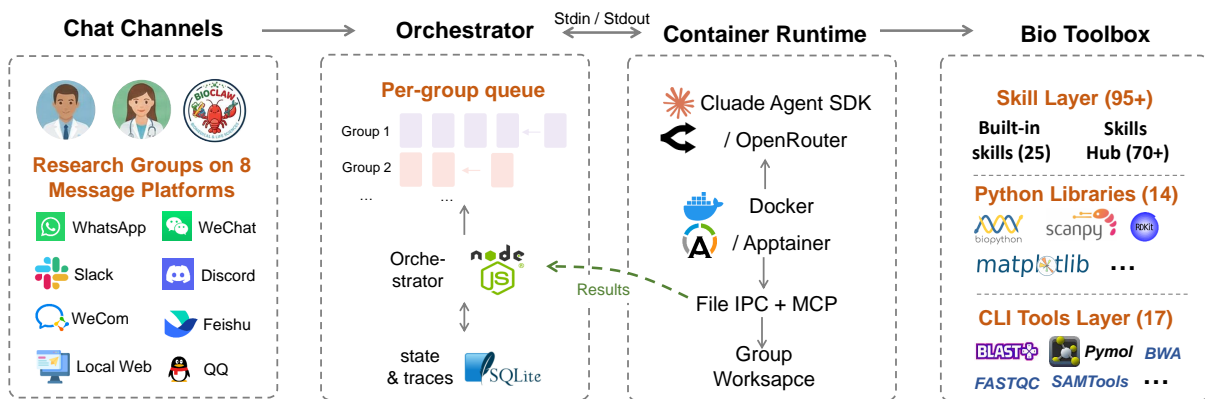 Chat Channels
Orchestrator
Stdin / Stdout
Container Runtime
Bio Toolbox
BIOCLAW
Research Groups on 8
Message Platforms
WhatsApp
WeChat
Slack
Discord
WeCom
Feishu
Local Web
QQ
Per-group queue
Group 1
Group 2
...
...
Orche-
strator
node
JS
state
& traces
SQLite
Results
Cluade Agent SDK
/ OpenRouter
Docker
/ Apptainer
File IPC + MCP
Group
Worksapce
Skill Layer (95+)
Built-in
skills (25)
Skills
Hub (70+)
Python Libraries (14)
biopython
scanpy
RDKit
matplotlib
...
CLI Tools Layer (17)
BLAST
Pymol
BWA
FASTQC
SAMTools
...